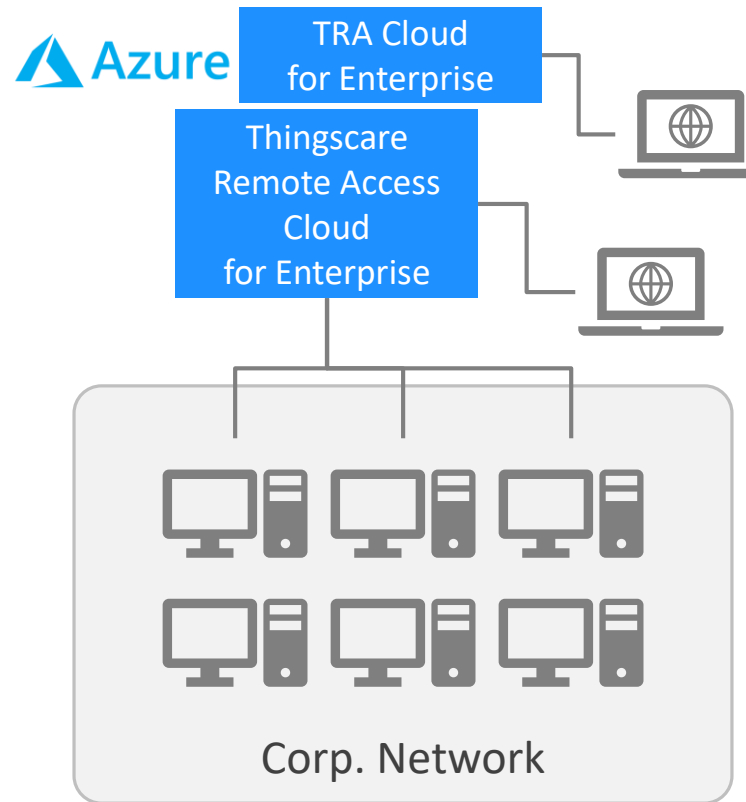 Azure
TRA Cloud
for Enterprise
Thingscare
Remote Access
Cloud
for Enterprise
Corp. Network